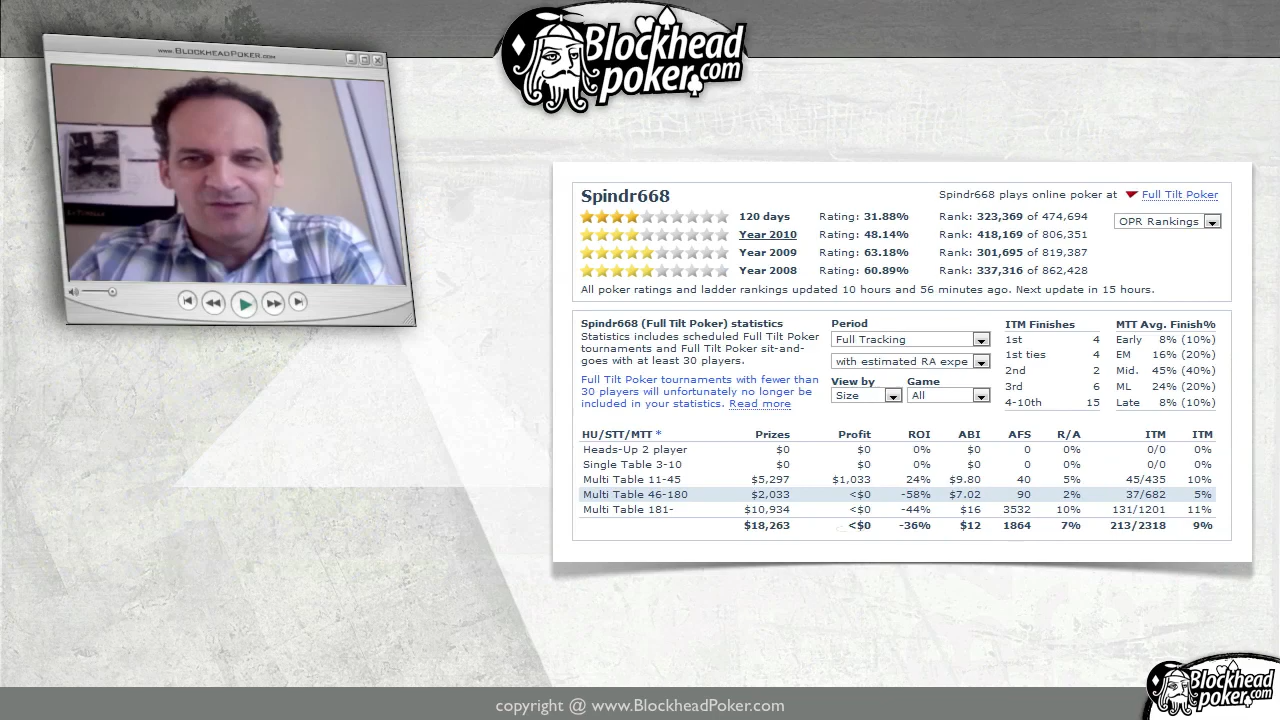 www.BlockheadPoker.com
Blockhead
poker.com
Spindr668
Spindr668 plays online poker at Full Tilt Poker
120 days Rating: 31.88% Rank: 323,369 of 474,694 OPR Rankings
Year 2010 Rating: 48.14% Rank: 418,169 of 806,351
Year 2009 Rating: 63.18% Rank: 301,695 of 819,387
Year 2008 Rating: 60.89% Rank: 337,316 of 862,428
All poker ratings and ladder rankings updated 10 hours and 56 minutes ago. Next update in 15 hours.
Spindr668 (Full Tilt Poker) statistics
Statistics includes scheduled Full Tilt Poker
tournaments and Full Tilt Poker sit-and-
goes with at least 30 players.
Full Tilt Poker tournaments with fewer than
30 players will unfortunately no longer be
included in your statistics. Read more
Period
Full Tracking
with estimated RA expe
View by Game
Size All
ITM Finishes
1st 4
1st ties 4
2nd 2
3rd 6
4-10th 15
MTT Avg. Finish%
Early 8% (10%)
EM 16% (20%)
Mid. 45% (40%)
ML 24% (20%)
Late 8% (10%)
HU/STT/MTT * Prizes Profit ROI ABI AFS R/A ITM ITM
Heads-Up 2 player $0 $0 0% $0 0 0% 0/0 0%
Single Table 3-10 $0 $0 0% $0 0 0% 0/0 0%
Multi Table 11-45 $5,297 $1,033 24% $9.80 40 5% 45/435 10%
Multi Table 46-180 $2,033 <$0 -58% $7.02 90 2% 37/682 5%
Multi Table 181- $10,934 <$0 -44% $16 3532 10% 131/1201 11%
$18,263 <$0 -36% $12 1864 7% 213/2318 9%
Blockhead
poker.com
copyright @ www.BlockheadPoker.com